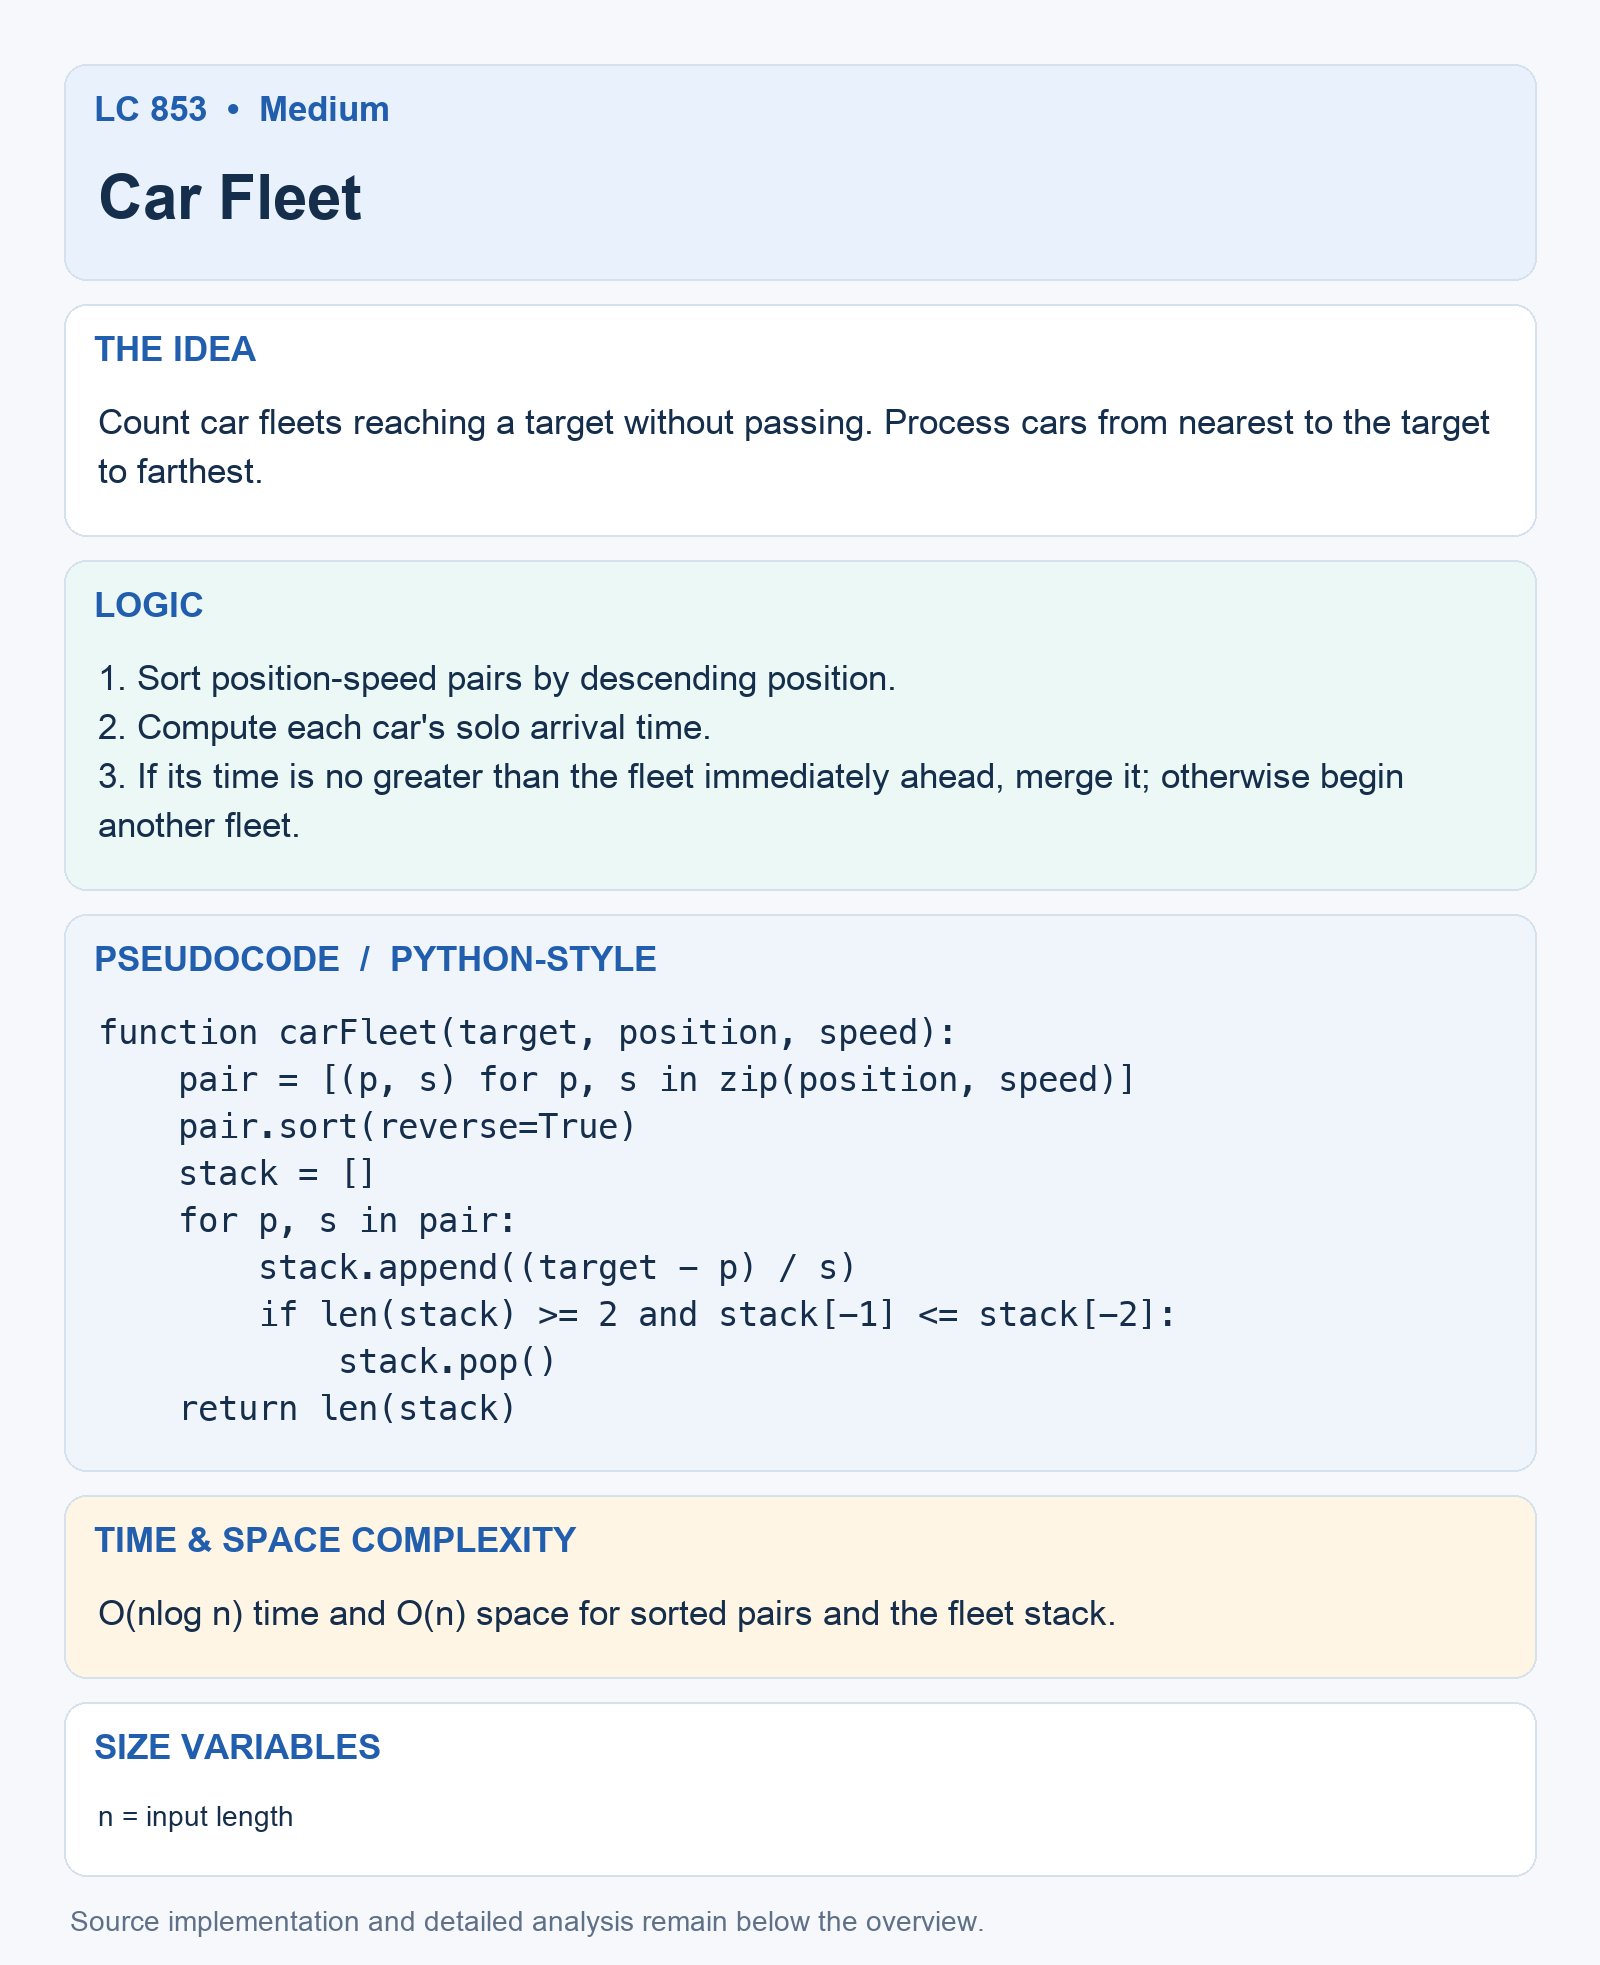 LC 853 • Medium
Car Fleet
THE IDEA
Count car fleets reaching a target without passing. Process cars from nearest to the target
to farthest.
LOGIC
1. Sort position-speed pairs by descending position.
2. Compute each car's solo arrival time.
3. If its time is no greater than the fleet immediately ahead, merge it; otherwise begin
another fleet.
PSEUDOCODE / PYTHON-STYLE
function carFleet(target, position, speed):
    pair = [(p, s) for p, s in zip(position, speed)]
    pair.sort(reverse=True)
    stack = []
    for p, s in pair:
        stack.append((target − p) / s)
        if len(stack) >= 2 and stack[−1] <= stack[−2]:
            stack.pop()
    return len(stack)
TIME & SPACE COMPLEXITY
O(nlog n) time and O(n) space for sorted pairs and the fleet stack.
SIZE VARIABLES
n = input length
Source implementation and detailed analysis remain below the overview.